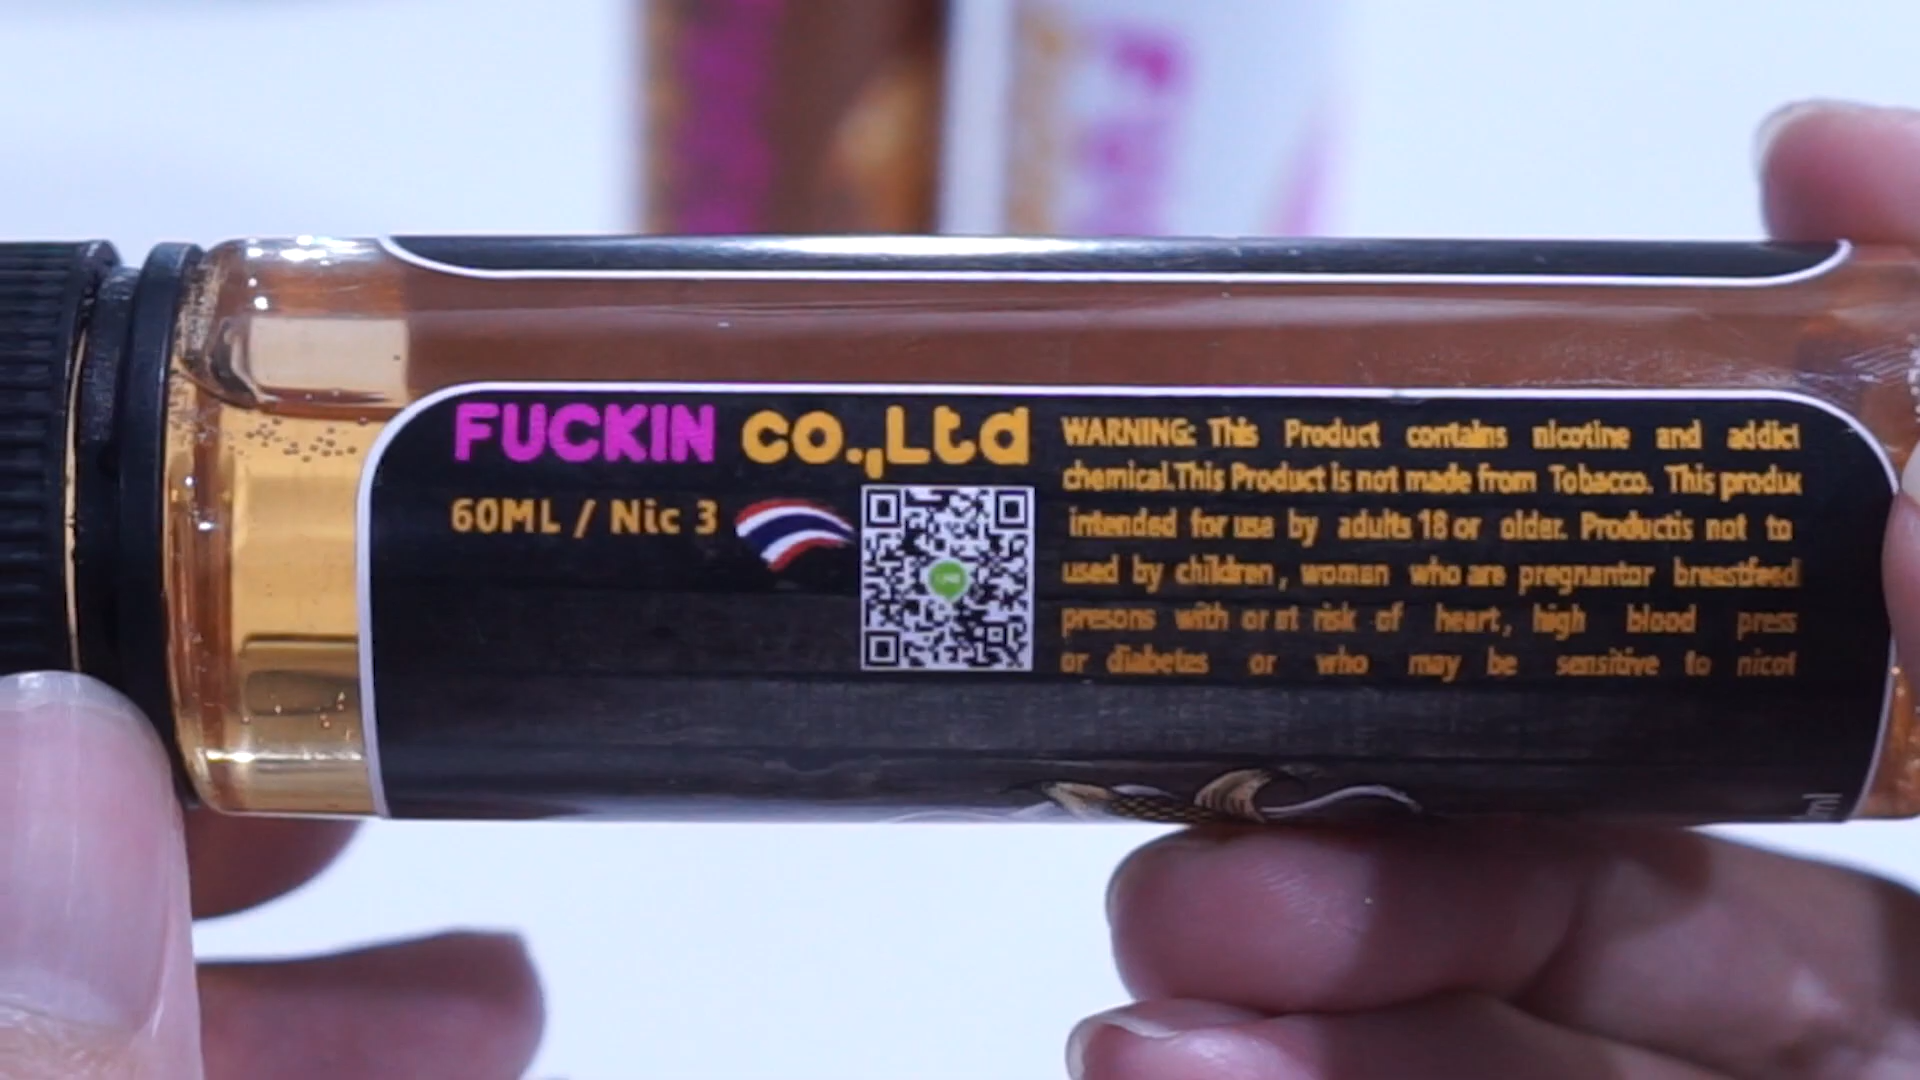 FUCKIN co.,Ltd
60ML / Nic 3
WARNING: This Product contains nicotine and addict
chemical.This Product is not made from Tobacco. This produc
intended for use by adults 18 or older. Productis not to
used by children, woman who are pregnantor breastfeed
presons with or at risk of heart, high blood press
or diabetes or who may be sensitive to nicot
ml